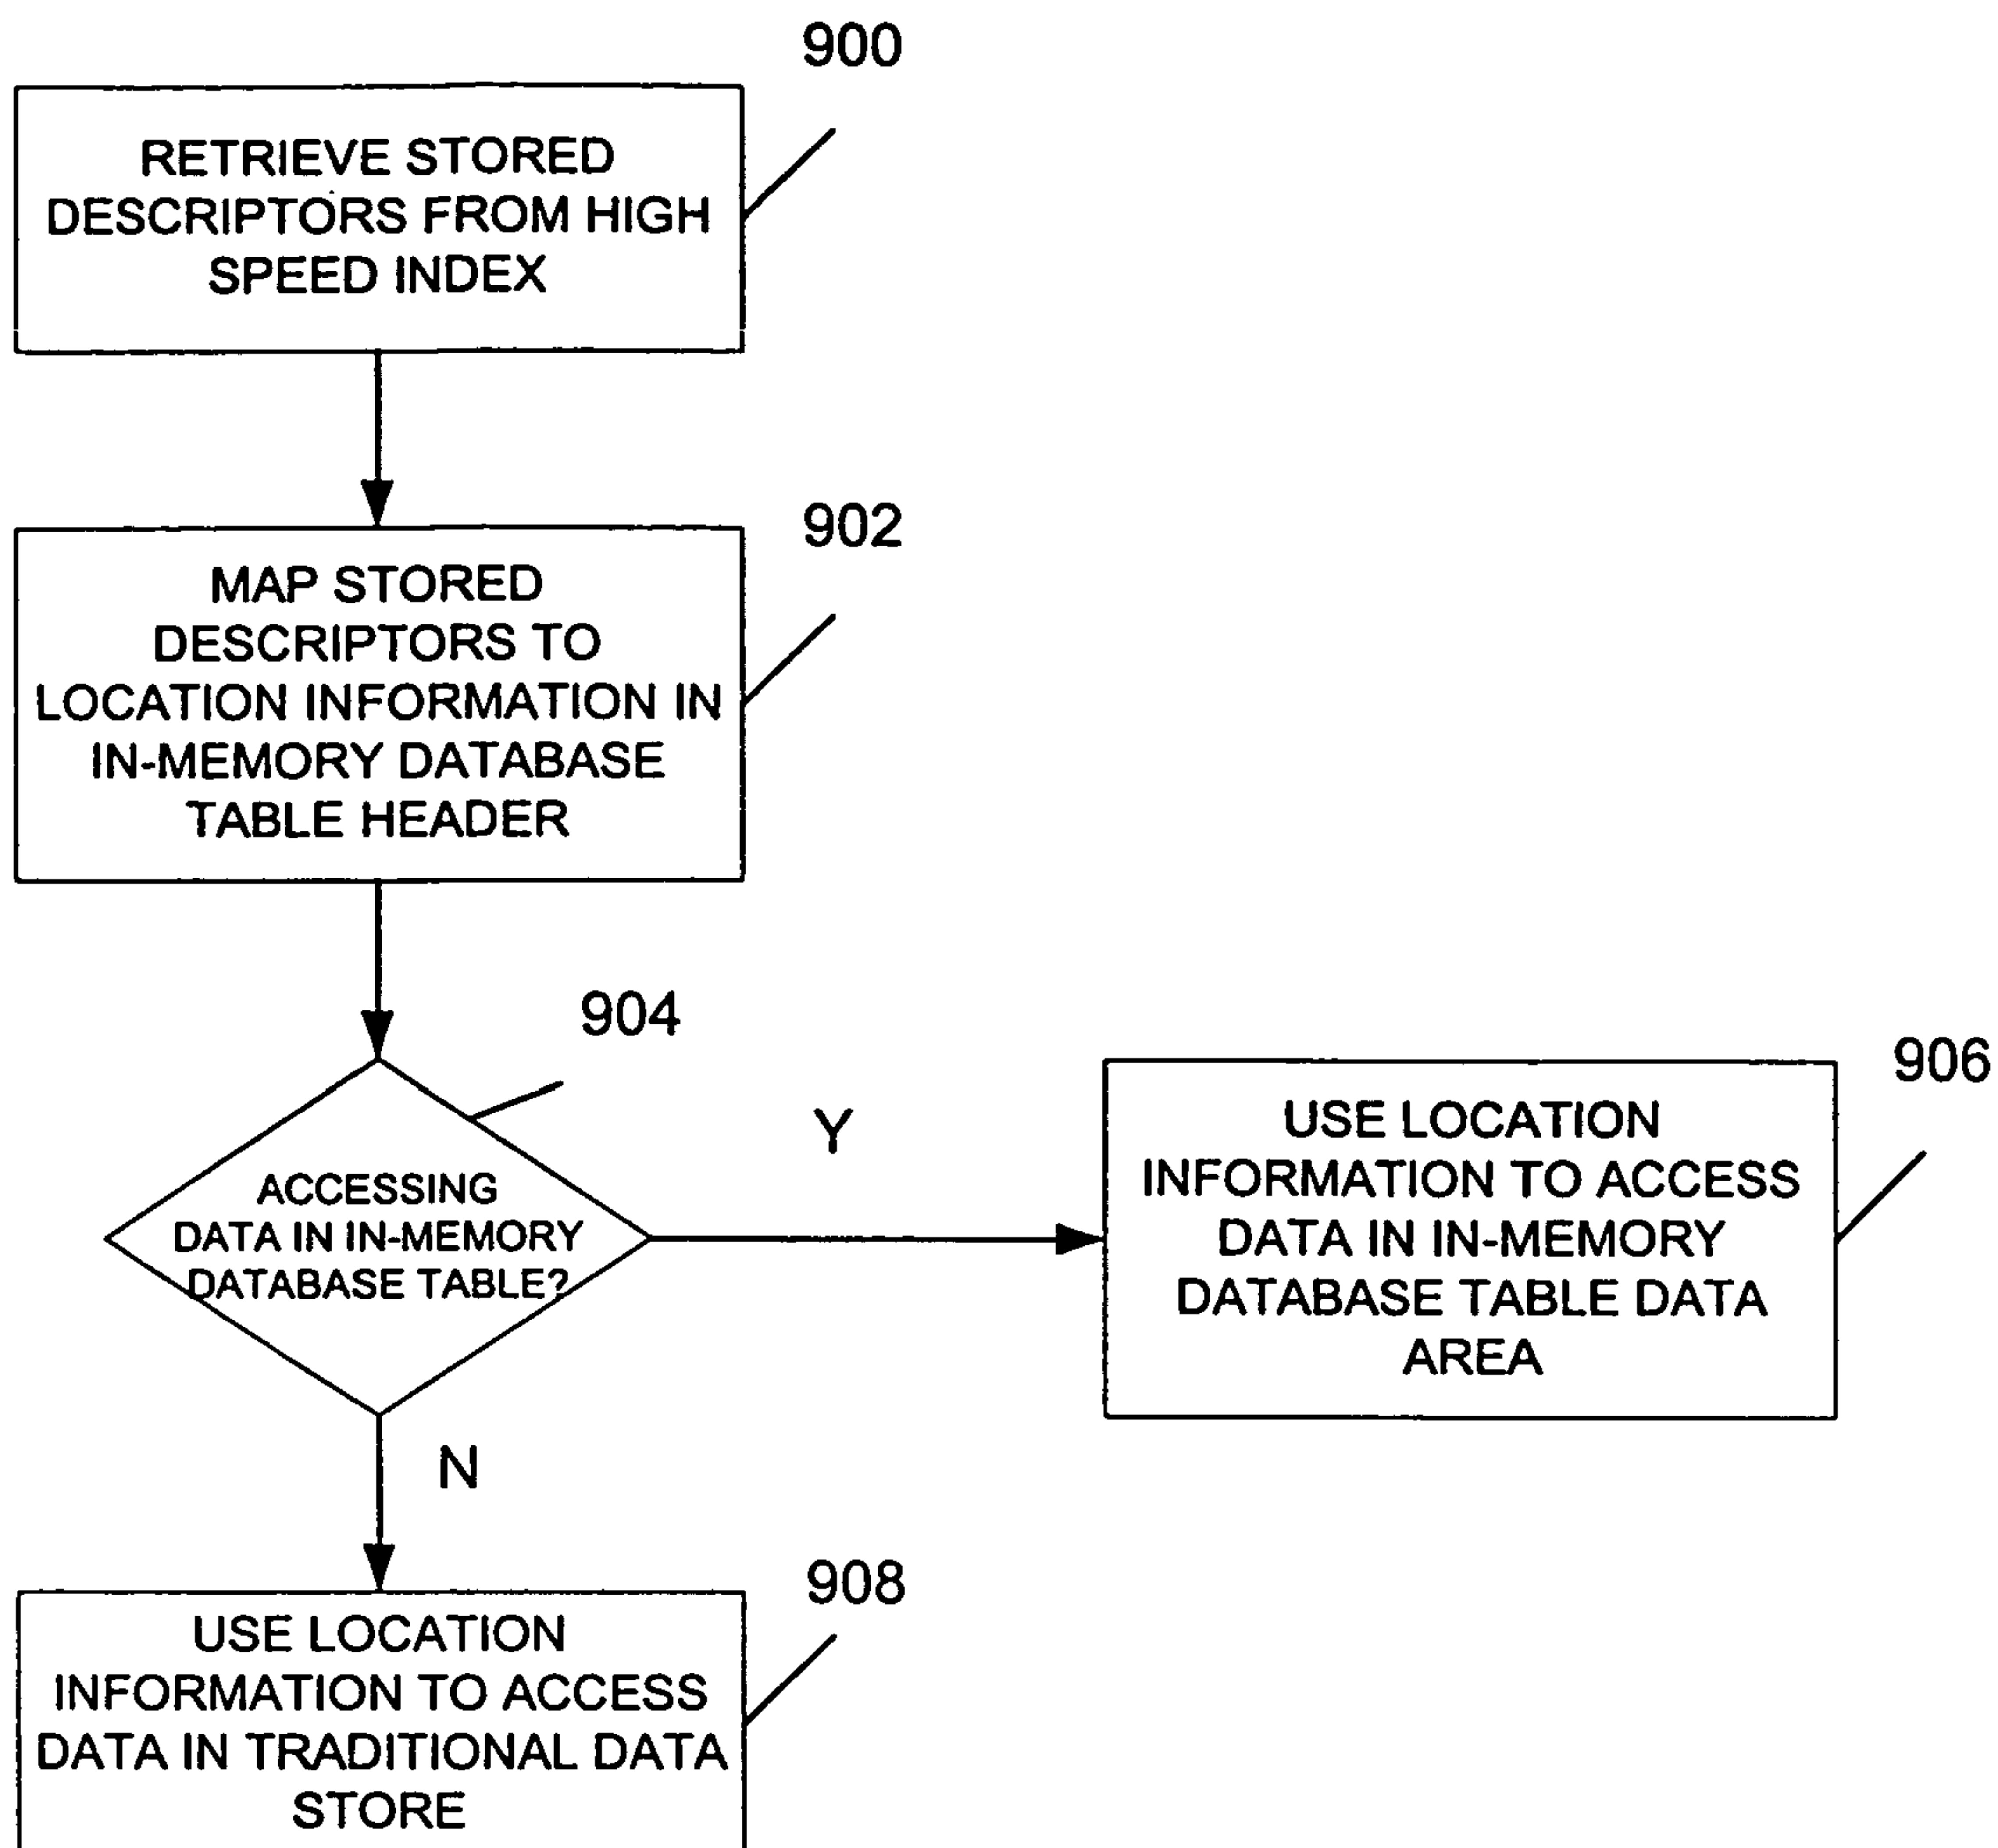 900
RETRIEVE STORED
DESCRIPTORS FROM HIGH
SPEED INDEX
902
MAP STORED
DESCRIPTORS TO
LOCATION INFORMATION IN
IN-MEMORY DATABASE
TABLE HEADER
904
ACCESSING
DATA IN IN-MEMORY
DATABASE TABLE?
Y
906
USE LOCATION
INFORMATION TO ACCESS
DATA IN IN-MEMORY
DATABASE TABLE DATA
AREA
N
908
USE LOCATION
INFORMATION TO ACCESS
DATA IN TRADITIONAL DATA
STORE